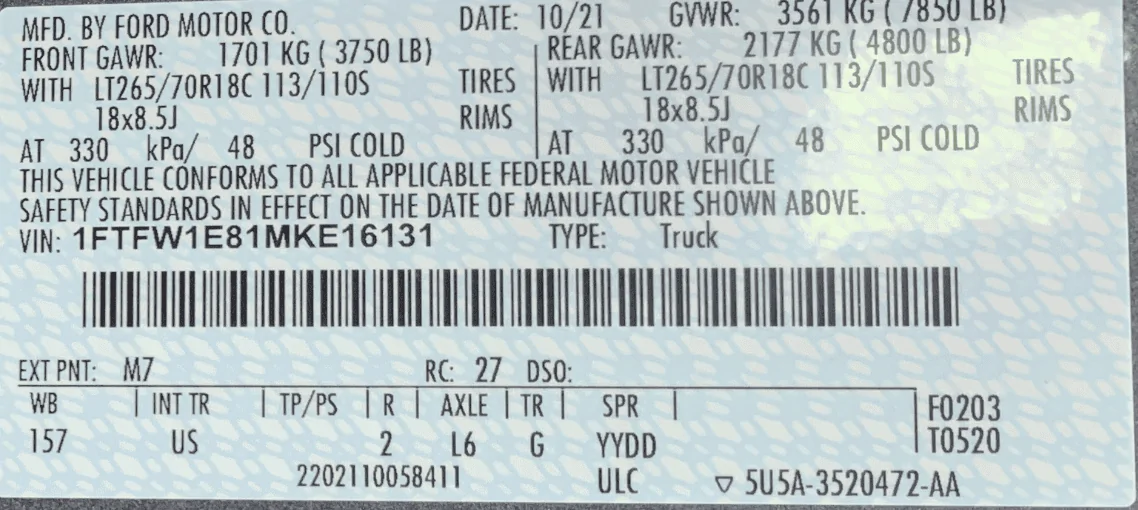 MFD. BY FORD MOTOR CO. DATE: 10/21 GVWR: 3561 KG ( 7850 LB)
FRONT GAWR: 1701 KG ( 3750 LB) REAR GAWR: 2177 KG ( 4800 LB)
WITH LT265/70R18C 113/110S TIRES WITH LT265/70R18C 113/110S TIRES
18x8.5J RIMS 18x8.5J RIMS
AT 330 kPa/ 48 PSI COLD AT 330 kPa/ 48 PSI COLD
THIS VEHICLE CONFORMS TO ALL APPLICABLE FEDERAL MOTOR VEHICLE
SAFETY STANDARDS IN EFFECT ON THE DATE OF MANUFACTURE SHOWN ABOVE.
VIN: 1FTFW1E81MKE16131 TYPE: Truck
EXT PNT: M7 RC: 27 DSO:
WB | INT TR | TP/PS | R | AXLE | TR | SPR | F0203
157 US 2 L6 G YYDD T0520
2202110058411 ULC ▽ 5U5A-3520472-AA